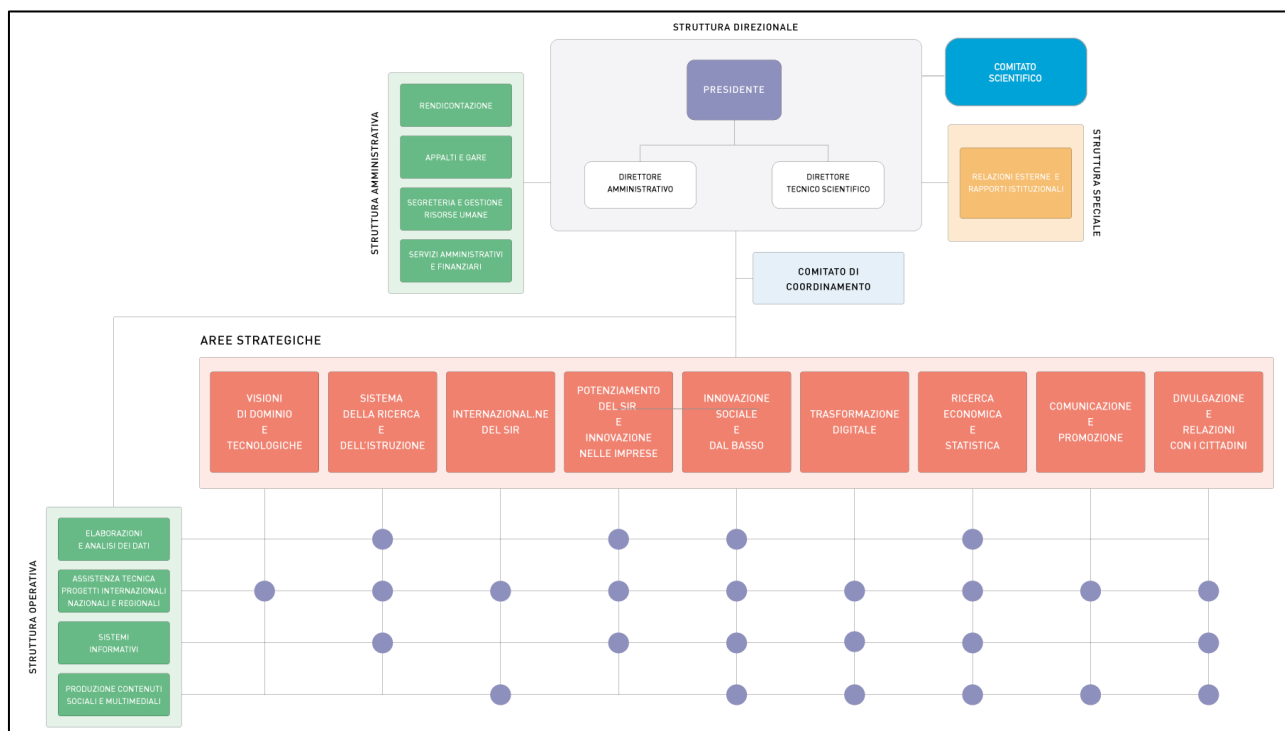 STRUTTURA DIREZIONALE
PRESIDENTE
DIRETTORE
AMMINISTRATIVO
DIRETTORE
TECNICO SCIENTIFICO
COMITATO
SCIENTIFICO
STRUTTURA AMMINISTRATIVA
RENDICONTAZIONE
APPALTI E GARE
SEGRETERIA E GESTIONE
RISORSE UMANE
SERVIZI AMMINISTRATIVI
E FINANZIARI
RELAZIONI ESTERNE E
RAPPORTI ISTITUZIONALI
STRUTTURA SPECIALE
COMITATO DI
COORDINAMENTO
AREE STRATEGICHE
VISIONI
DI DOMINIO
E
TECNOLOGICHE
SISTEMA
DELLA RICERCA
E
DELL'ISTRUZIONE
INTERNAZIONAL.NE
DEL SIR
POTENZIAMENTO
DEL SIR
E
INNOVAZIONE
NELLE IMPRESE
INNOVAZIONE
SOCIALE
E
DAL BASSO
TRASFORMAZIONE
DIGITALE
RICERCA
ECONOMICA
E
STATISTICA
COMUNICAZIONE
E
PROMOZIONE
DIVULGAZIONE
E
RELAZIONI
CON I CITTADINI
STRUTTURA OPERATIVA
ELABORAZIONI
E ANALISI DEI DATI
ASSISTENZA TECNICA
PROGETTI INTERNAZIONALI
NAZIONALI E REGIONALI
SISTEMI
INFORMATIVI
PRODUZIONE CONTENUTI
SOCIALI E MULTIMEDIALI